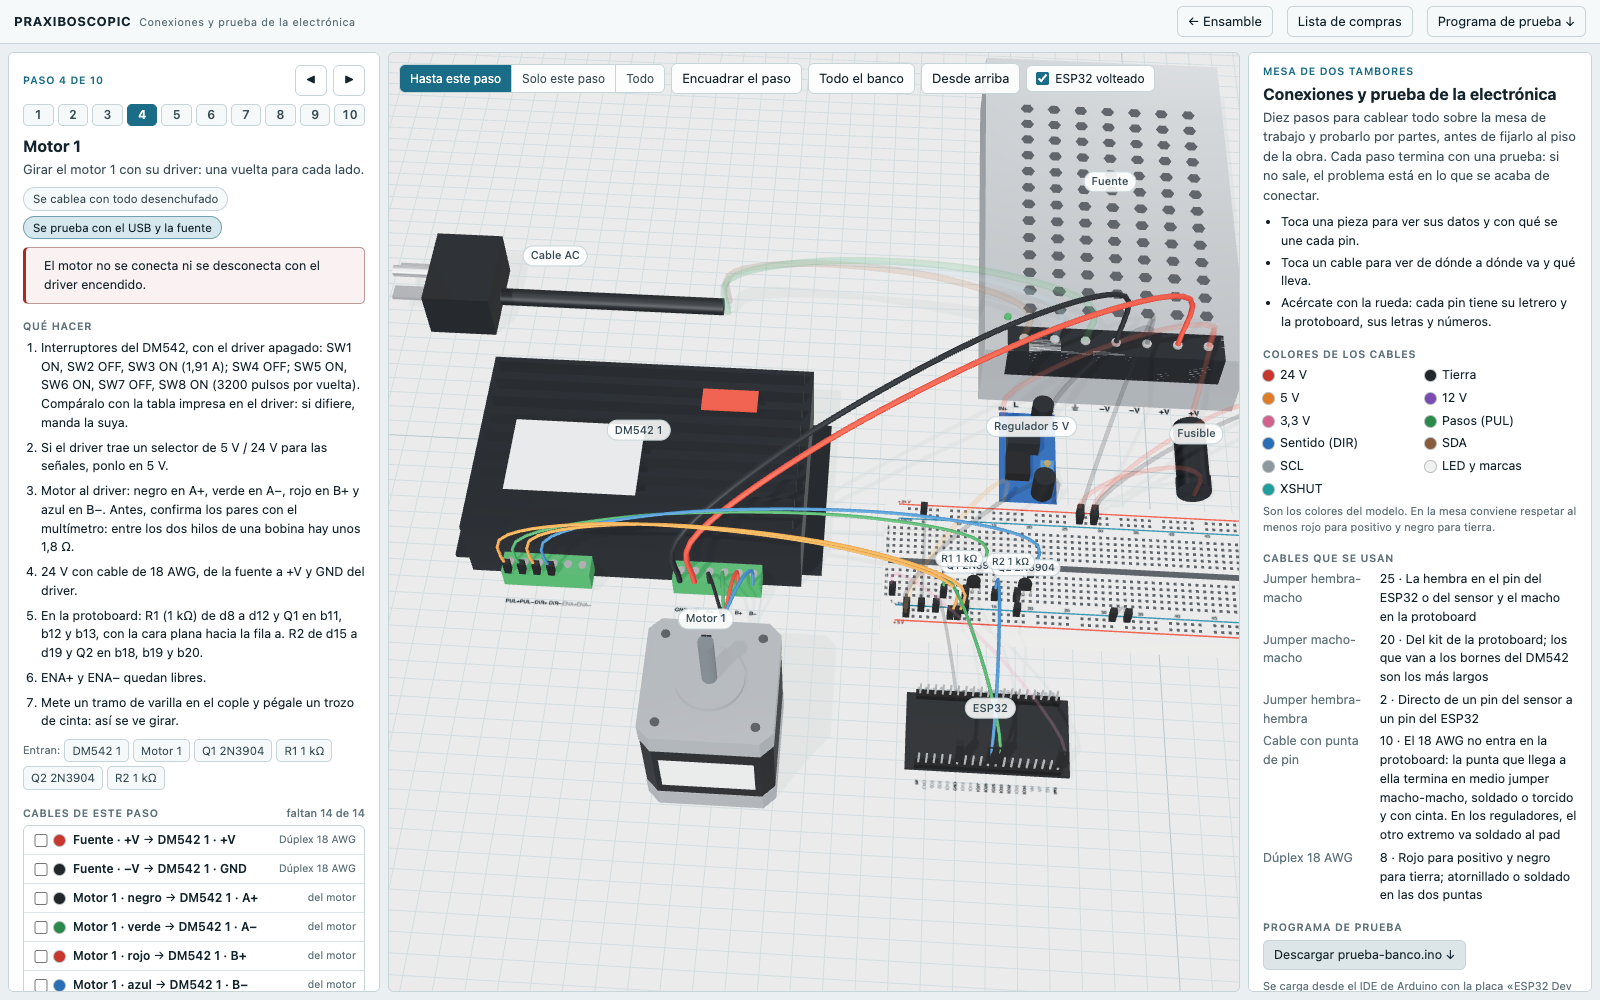 PRAXIBOSCOPIC Conexiones y prueba de la electrónica
← Ensamble
Lista de compras
Programa de prueba ↓
PASO 4 DE 10
◄
►
1 2 3 4 5 6 7 8 9 10
Motor 1
Girar el motor 1 con su driver: una vuelta para cada lado.
Se cablea con todo desenchufado
Se prueba con el USB y la fuente
El motor no se conecta ni se desconecta con el
driver encendido.
QUÉ HACER
1. Interruptores del DM542, con el driver apagado: SW1
ON, SW2 OFF, SW3 ON (1,91 A); SW4 OFF; SW5 ON,
SW6 ON, SW7 OFF, SW8 ON (3200 pulsos por vuelta).
Compáralo con la tabla impresa en el driver: si difiere,
manda la suya.
2. Si el driver trae un selector de 5 V / 24 V para las
señales, ponlo en 5 V.
3. Motor al driver: negro en A+, verde en A−, rojo en B+ y
azul en B−. Antes, confirma los pares con el
multímetro: entre los dos hilos de una bobina hay unos
1,8 Ω.
4. 24 V con cable de 18 AWG, de la fuente a +V y GND del
driver.
5. En la protoboard: R1 (1 kΩ) de d8 a d12 y Q1 en b11,
b12 y b13, con la cara plana hacia la fila a. R2 de d15 a
d19 y Q2 en b18, b19 y b20.
6. ENA+ y ENA− quedan libres.
7. Mete un tramo de varilla en el cople y pégale un trozo
de cinta: así se ve girar.
Entran: DM542 1 Motor 1 Q1 2N3904 R1 1 kΩ
Q2 2N3904 R2 1 kΩ
CABLES DE ESTE PASO faltan 14 de 14
Fuente · +V → DM542 1 · +V Dúplex 18 AWG
Fuente · −V → DM542 1 · GND Dúplex 18 AWG
Motor 1 · negro → DM542 1 · A+ del motor
Motor 1 · verde → DM542 1 · A− del motor
Motor 1 · rojo → DM542 1 · B+ del motor
Motor 1 · azul → DM542 1 · B− del motor
Hasta este paso Solo este paso Todo
Encuadrar el paso
Todo el banco
Desde arriba
ESP32 volteado
Fuente
Cable AC
DM542 1
Regulador 5 V
Fusible
R1 1 kΩ
R2 1 kΩ
Motor 1
ESP32
MESA DE DOS TAMBORES
Conexiones y prueba de la electrónica
Diez pasos para cablear todo sobre la mesa de
trabajo y probarlo por partes, antes de fijarlo al piso
de la obra. Cada paso termina con una prueba: si
no sale, el problema está en lo que se acaba de
conectar.
• Toca una pieza para ver sus datos y con qué se
une cada pin.
• Toca un cable para ver de dónde a dónde va y qué
lleva.
• Acércate con la rueda: cada pin tiene su letrero y
la protoboard, sus letras y números.
COLORES DE LOS CABLES
24 V Tierra
5 V 12 V
3,3 V Pasos (PUL)
Sentido (DIR) SDA
SCL LED y marcas
XSHUT
Son los colores del modelo. En la mesa conviene respetar al
menos rojo para positivo y negro para tierra.
CABLES QUE SE USAN
Jumper hembra-macho 25 · La hembra en el pin del
ESP32 o del sensor y el macho
en la protoboard
Jumper macho-macho 20 · Del kit de la protoboard; los
que van a los bornes del DM542
son los más largos
Jumper hembra-hembra 2 · Directo de un pin del sensor a
un pin del ESP32
Cable con punta de pin 10 · El 18 AWG no entra en la
protoboard: la punta que llega a
ella termina en medio jumper
macho-macho, soldado o torcido
y con cinta. En los reguladores, el
otro extremo va soldado al pad
Dúplex 18 AWG 8 · Rojo para positivo y negro
para tierra; atornillado o soldado
en las dos puntas
PROGRAMA DE PRUEBA
Descargar prueba-banco.ino ↓
Se carga desde el IDE de Arduino con la placa «ESP32 Dev